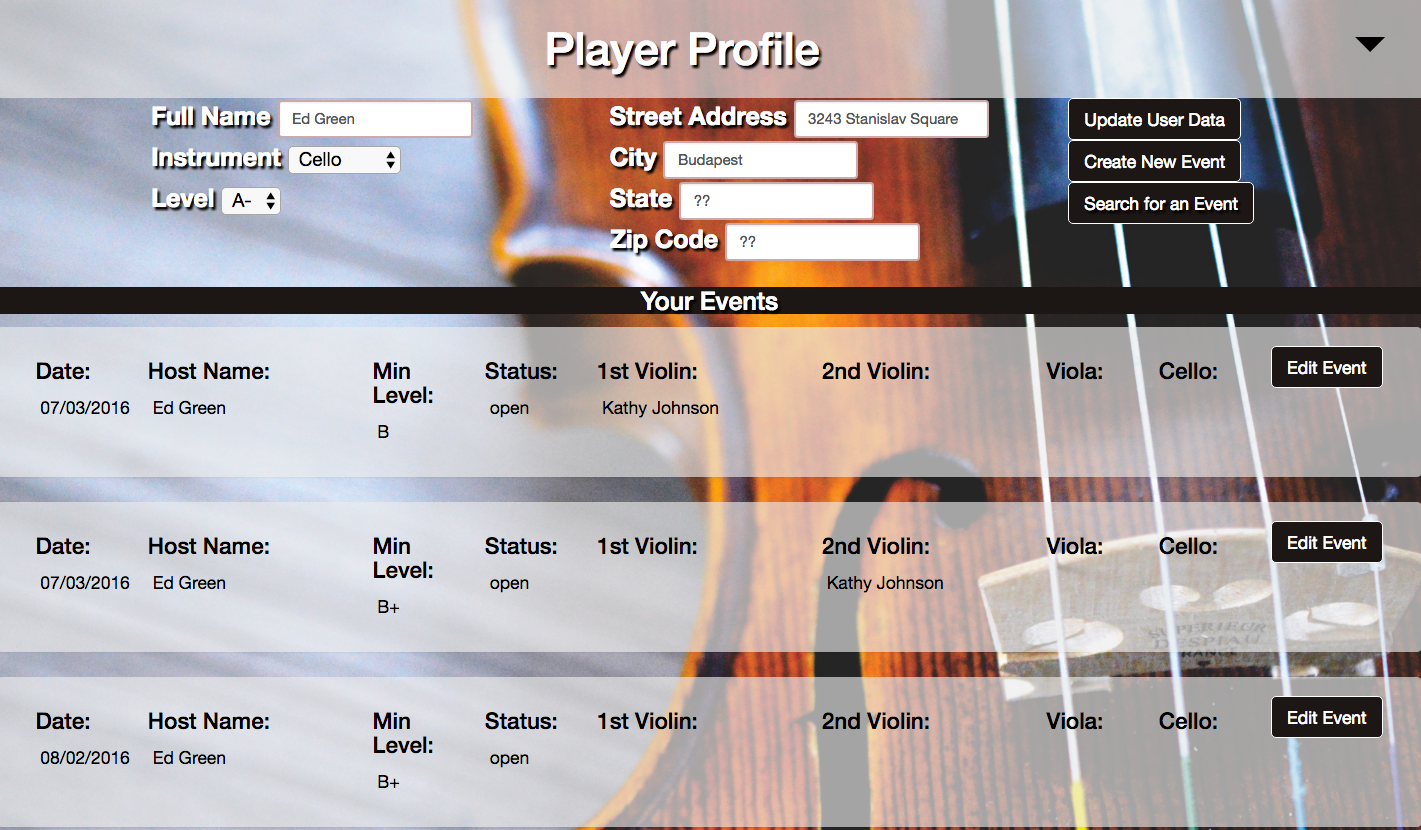 Player Profile
Full Name Ed Green
Instrument Cello
Level A-
Street Address 3243 Stanislav Square
City Budapest
State ??
Zip Code ??
Update User Data
Create New Event
Search for an Event
Your Events
Date: Host Name: Min Level: Status: 1st Violin: 2nd Violin: Viola: Cello: Edit Event
07/03/2016 Ed Green B open Kathy Johnson
Date: Host Name: Min Level: Status: 1st Violin: 2nd Violin: Viola: Cello: Edit Event
07/03/2016 Ed Green B+ open Kathy Johnson
SUPERIEUR
DESPIAU
FRANCE
Date: Host Name: Min Level: Status: 1st Violin: 2nd Violin: Viola: Cello: Edit Event
08/02/2016 Ed Green B+ open